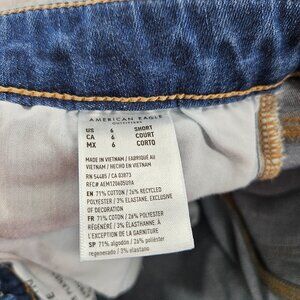 AMERICAN EAGLE
OUTFITTERS
US 6 SHORT
CA 6 COURT
MX 6 CORTO
MADE IN VIETNAM / FABRIQUÉ AU
VIETNAM / HECHO EN VIETNAM
RN 54485 / CA 03873
EN 71% COTTON / 26% RECYCLED
POLYESTER / 3% ELASTANE. EXCLUSIVE
OF DECORATION
FR 71% COTON / 26% POLYESTER
RÉGÉNÉRÉ / 3% ÉLASTHANNE. À
L'EXCEPTION DE LA GARNITURE
SP 71% algodón / 26% poliéster
regenerado / 3% elastano